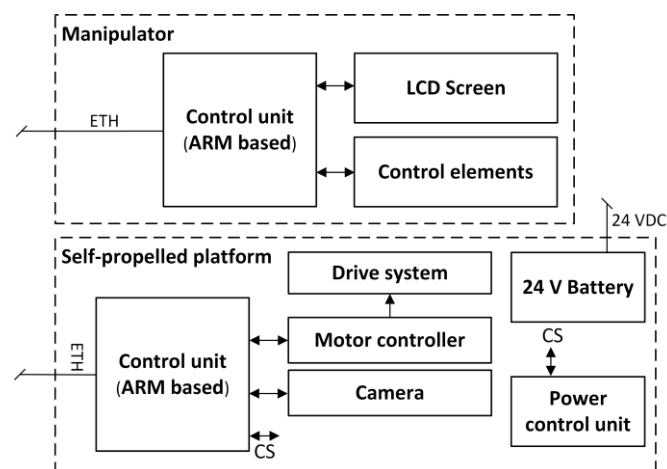 Manipulator
Control unit
(ARM based)
LCD Screen
Control elements
ETH
24 VDC
Self-propelled platform
Drive system
24 V Battery
Motor controller
Control unit
(ARM based)
ETH
Camera
CS
CS
Power
control unit